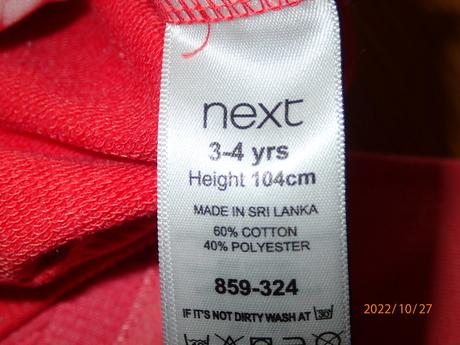 next
3-4 yrs
Height 104cm
MADE IN SRI LANKA
60% COTTON
40% POLYESTER
859-324
IF IT'S NOT DIRTY WASH AT 30°
30°
2022/10/27